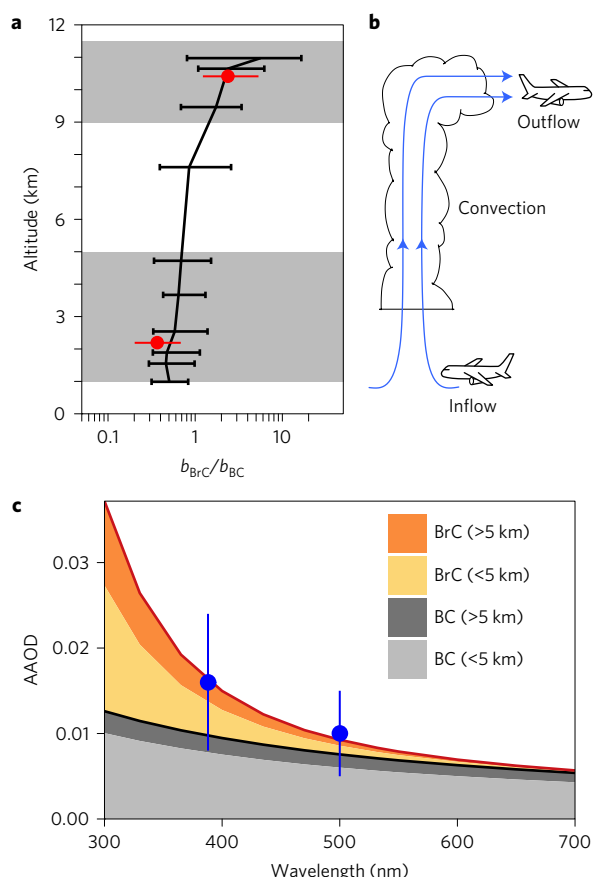 a
12
9
6
3
0
Altitude (km)
0.1
1
10
bBrC/bBC
b
Outflow
Convection
Inflow
c
0.03
0.02
0.01
0.00
AAOD
BrC (>5 km)
BrC (<5 km)
BC (>5 km)
BC (<5 km)
300
400
500
600
700
Wavelength (nm)